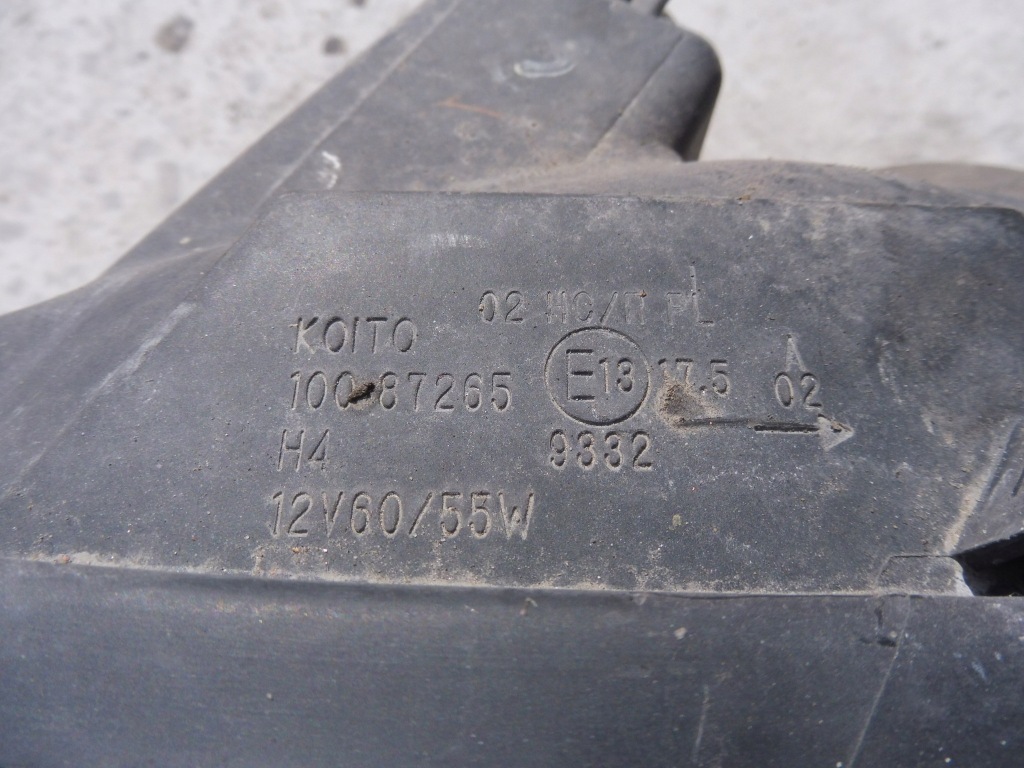 02 HC/R PL
KOITO
100-87265
E13 17.5
A
02
H4
9332
12V60/55W